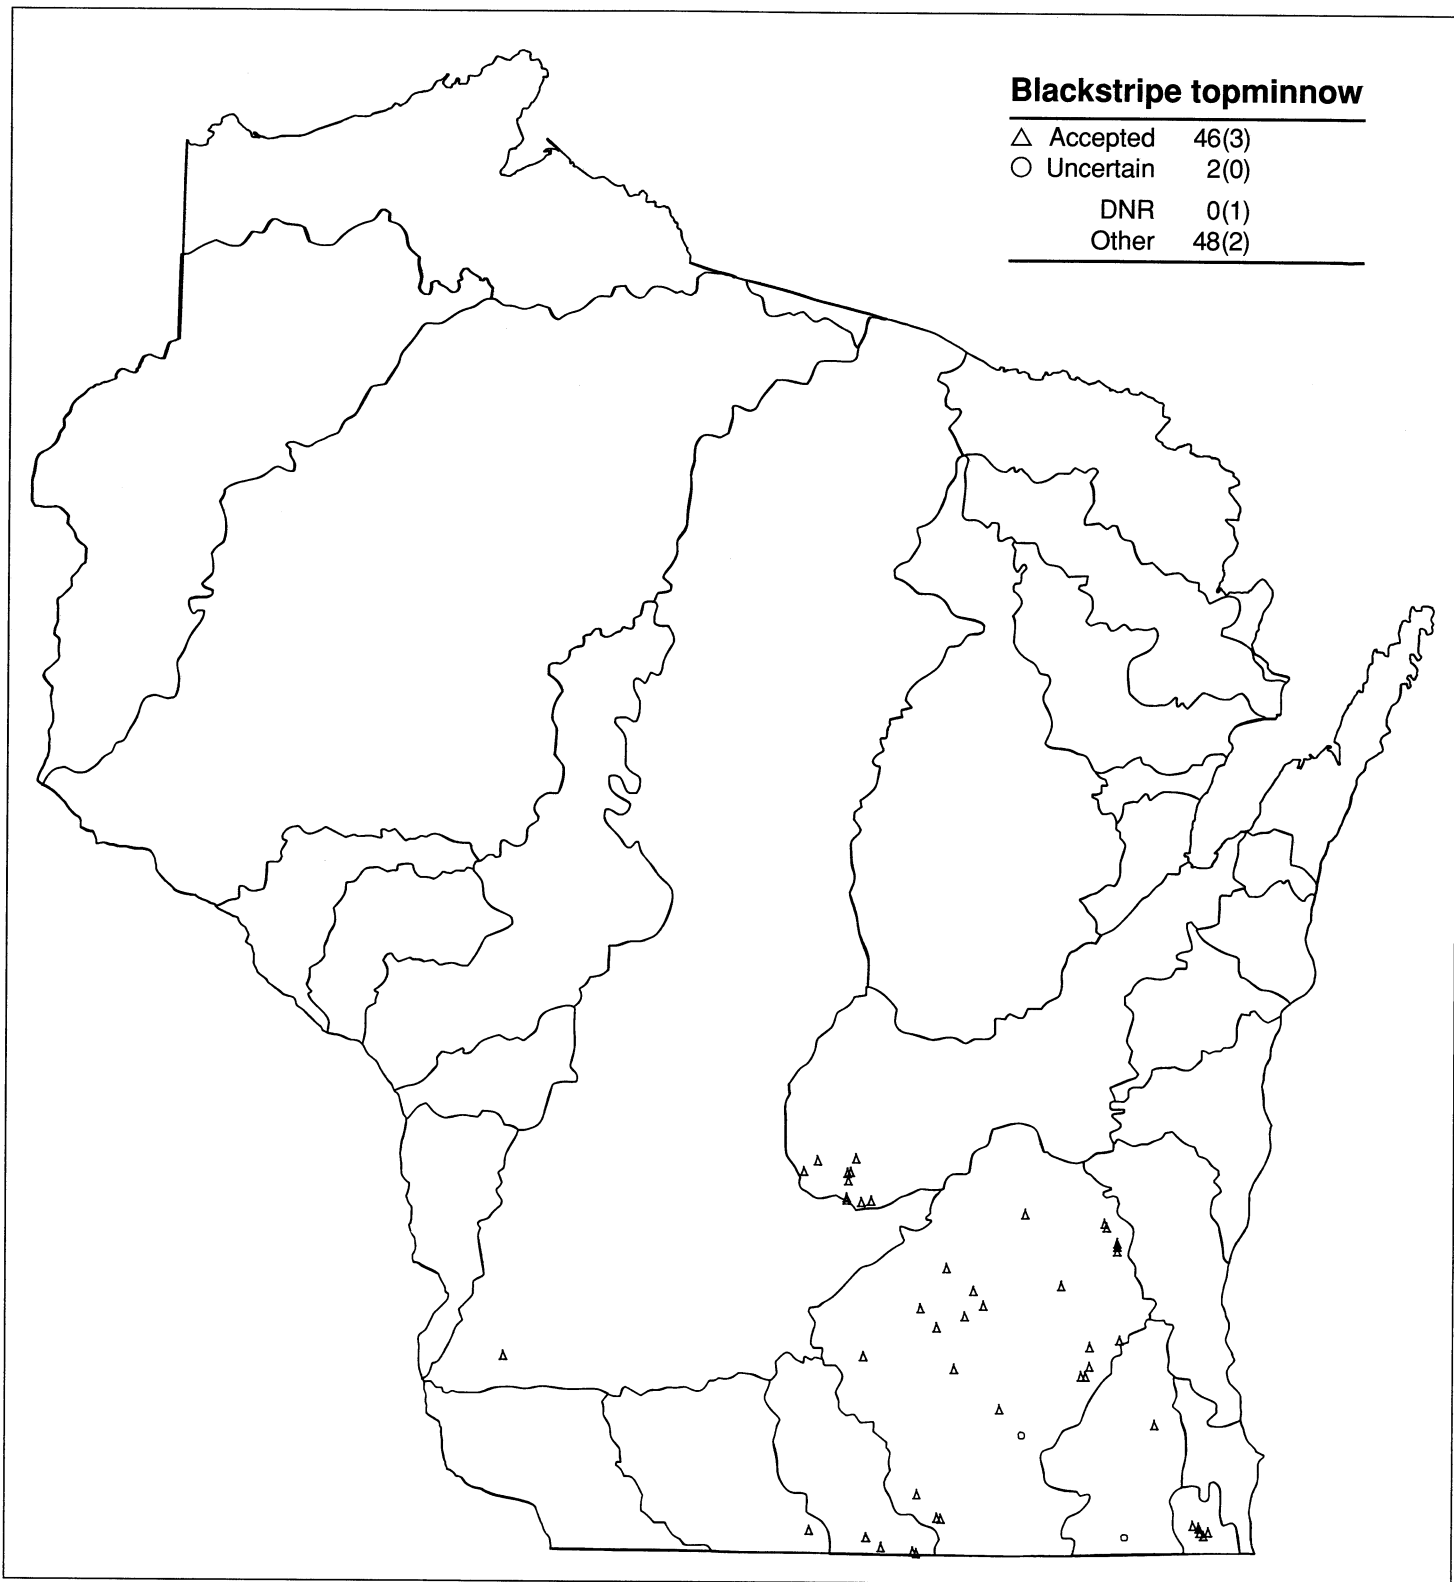 Blackstripe topminnow
△ Accepted 46(3)
○ Uncertain 2(0)
DNR 0(1)
Other 48(2)